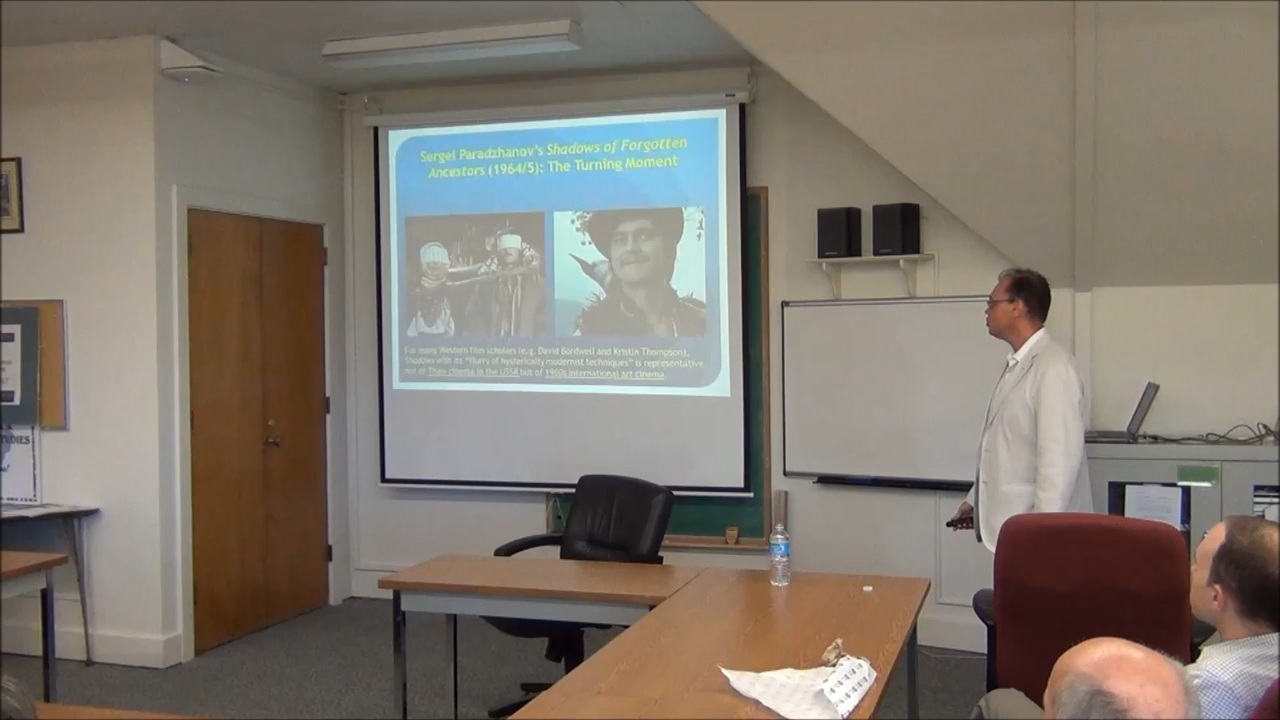 Sergei Paradzhanov's Shadows of Forgotten
Ancestors (1964/5): The Turning Moment
For many Western film scholars (e.g. David Bordwell and Kristin Thompson),
Shadows with its "flurry of hysterically modernist techniques" is representative
not of Thaw cinema in the USSR but of 1960s international art cinema.